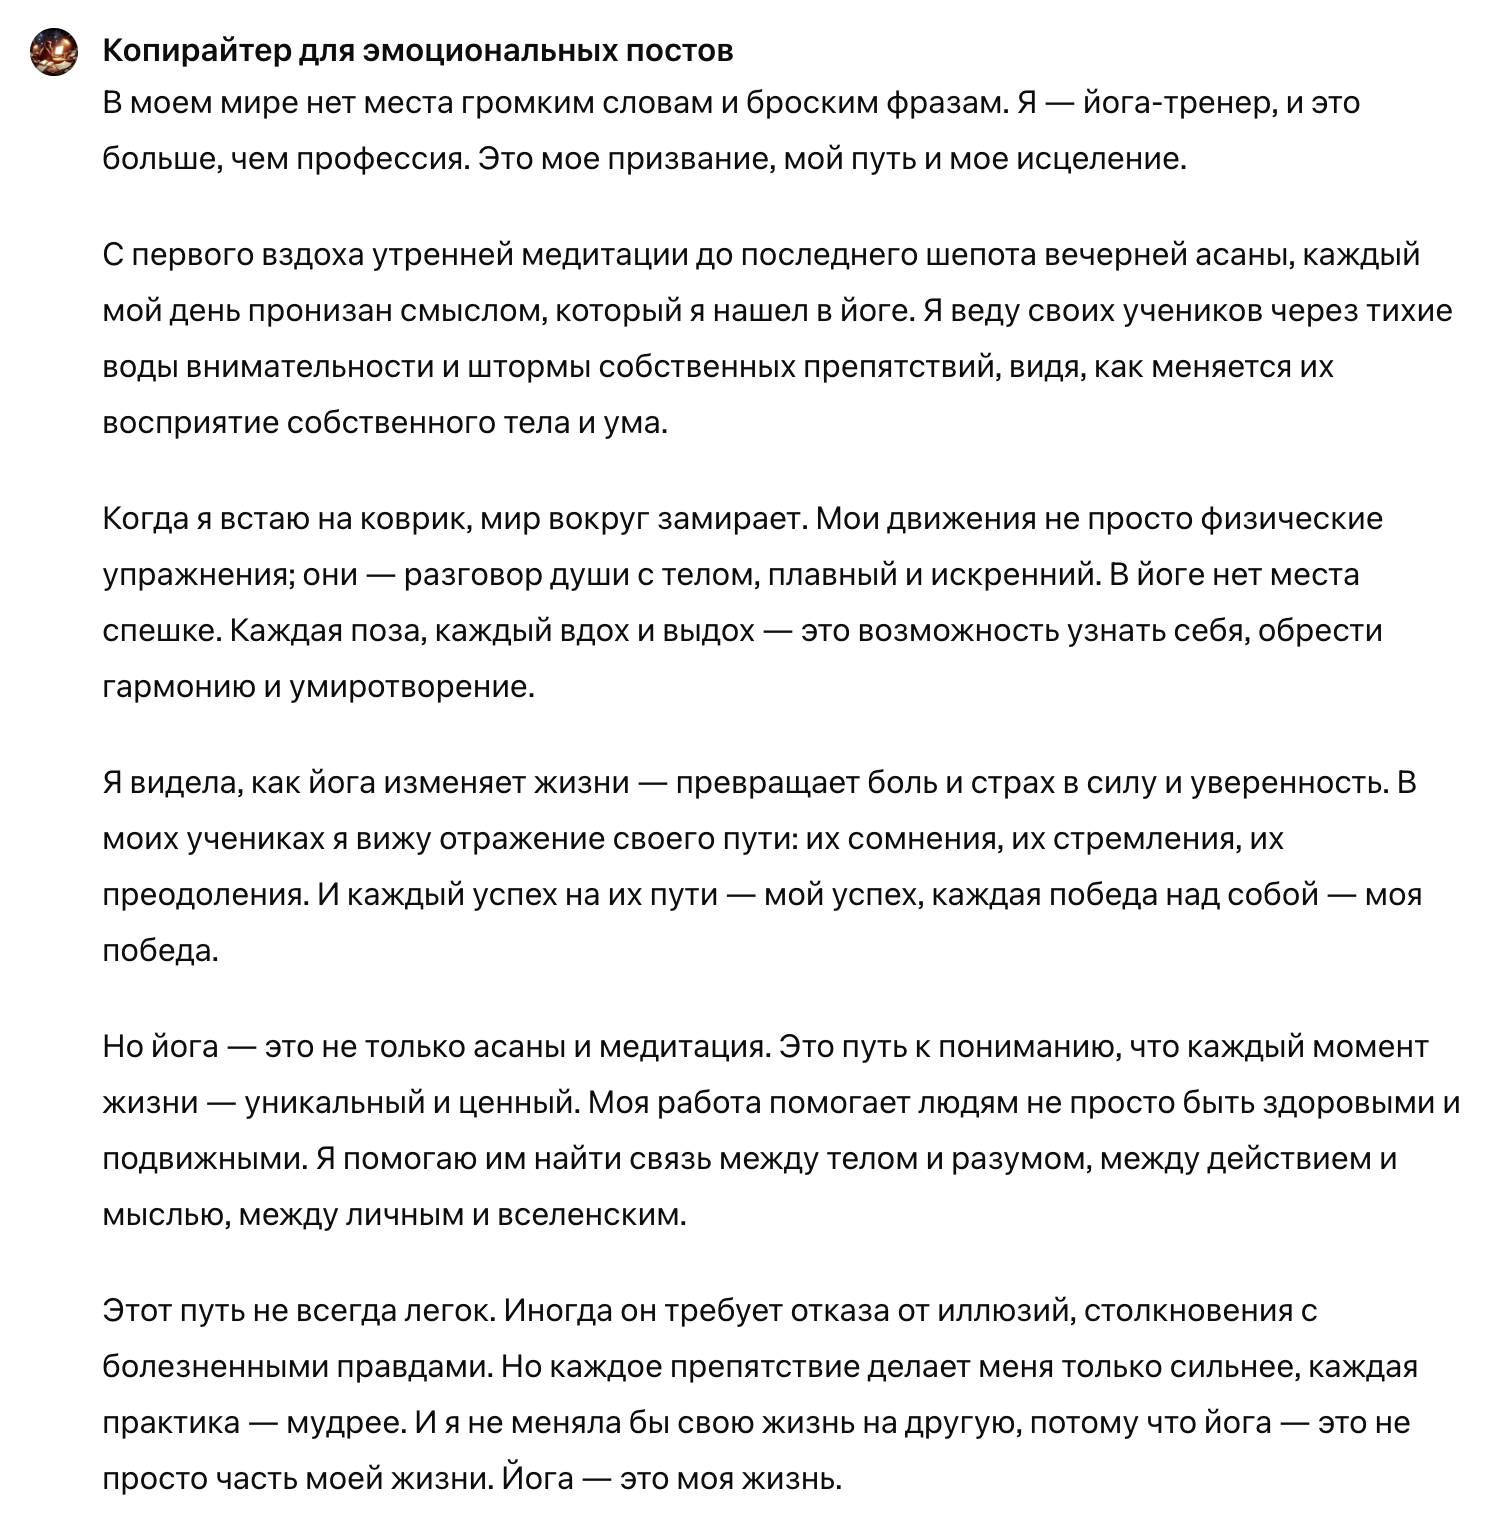 Копирайтер для эмоциональных постов
В моем мире нет места громким словам и броским фразам. Я — йога-тренер, и это
больше, чем профессия. Это мое призвание, мой путь и мое исцеление.
С первого вздоха утренней медитации до последнего шепота вечерней асаны, каждый
мой день пронизан смыслом, который я нашел в йоге. Я веду своих учеников через тихие
воды внимательности и штормы собственных препятствий, видя, как меняется их
восприятие собственного тела и ума.
Когда я встаю на коврик, мир вокруг замирает. Мои движения не просто физические
упражнения; они — разговор души с телом, плавный и искренний. В йоге нет места
спешке. Каждая поза, каждый вдох и выдох — это возможность узнать себя, обрести
гармонию и умиротворение.
Я видела, как йога изменяет жизни — превращает боль и страх в силу и уверенность. В
моих учениках я вижу отражение своего пути: их сомнения, их стремления, их
преодоления. И каждый успех на их пути — мой успех, каждая победа над собой — моя
победа.
Но йога — это не только асаны и медитация. Это путь к пониманию, что каждый момент
жизни — уникальный и ценный. Моя работа помогает людям не просто быть здоровыми и
подвижными. Я помогаю им найти связь между телом и разумом, между действием и
мыслью, между личным и вселенским.
Этот путь не всегда легок. Иногда он требует отказа от иллюзий, столкновения с
болезненными правдами. Но каждое препятствие делает меня только сильнее, каждая
практика — мудрее. И я не меняла бы свою жизнь на другую, потому что йога — это не
просто часть моей жизни. Йога — это моя жизнь.